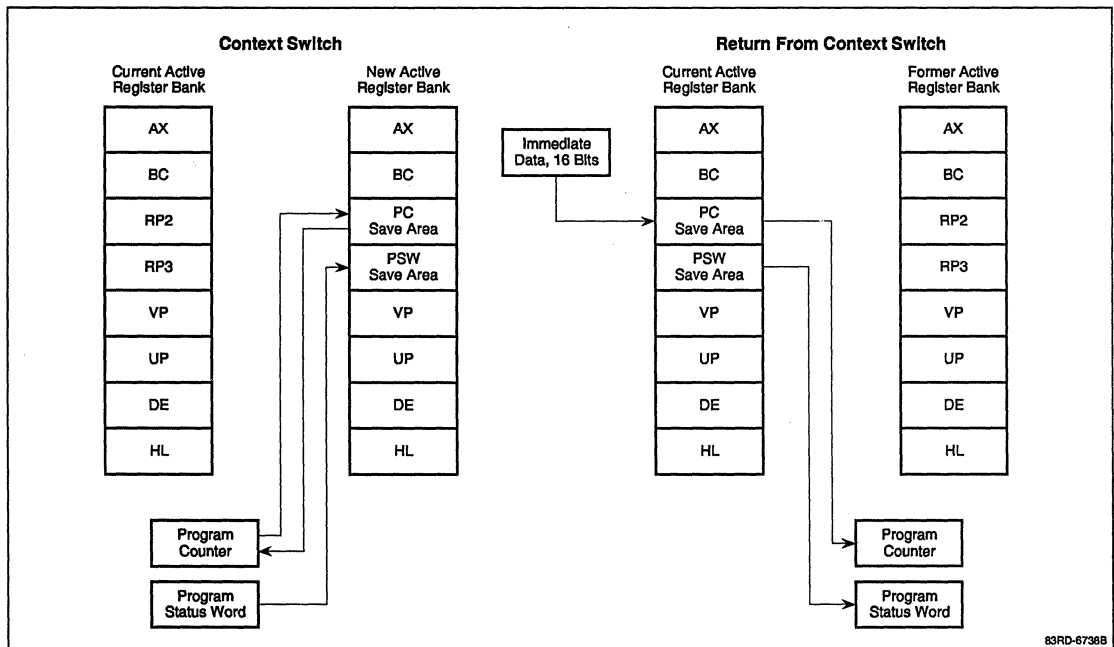 Context Switch
Current Active
Register Bank
New Active
Register Bank
AX
BC
RP2
RP3
VP
UP
DE
HL
AX
BC
PC
Save Area
PSW
Save Area
VP
UP
DE
HL
Program
Counter
Program
Status Word
Return From Context Switch
Immediate
Data, 16 Bits
Current Active
Register Bank
Former Active
Register Bank
AX
BC
PC
Save Area
PSW
Save Area
VP
UP
DE
HL
AX
BC
RP2
RP3
VP
UP
DE
HL
Program
Counter
Program
Status Word
83RD-6738B